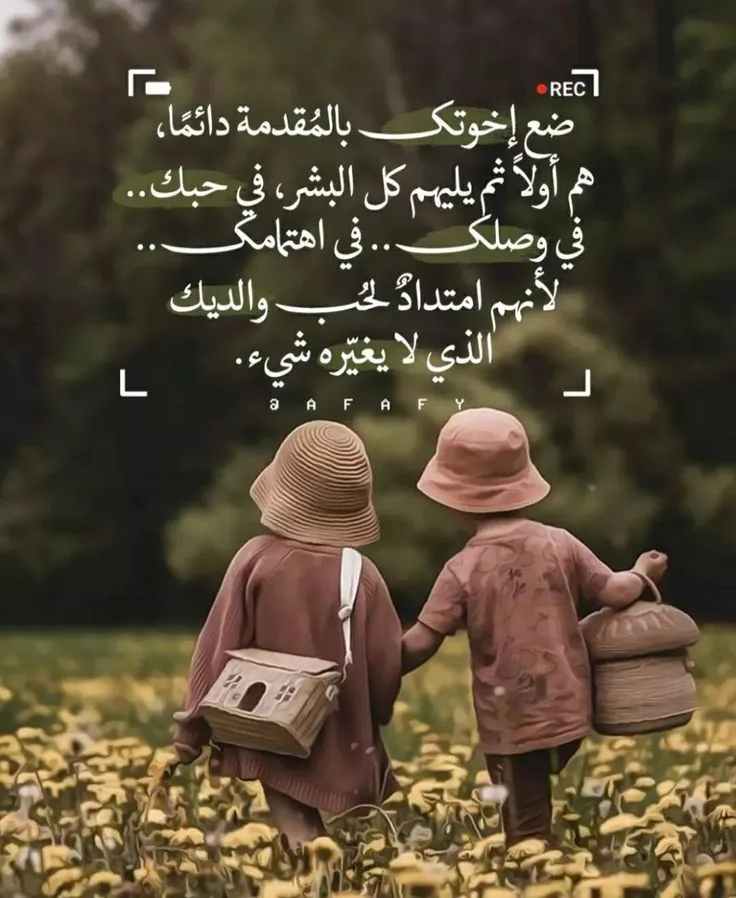 REC
ضع إخوتك بالمُقدمة دائمًا،
هم أولاً ثم يليهم كل البشر، في حبك..
في وصلك.. في اهتمامك..
لأنهم امتدادٌ لحُب والديك
الذي لا يغيّره شيء.
@AFAFY